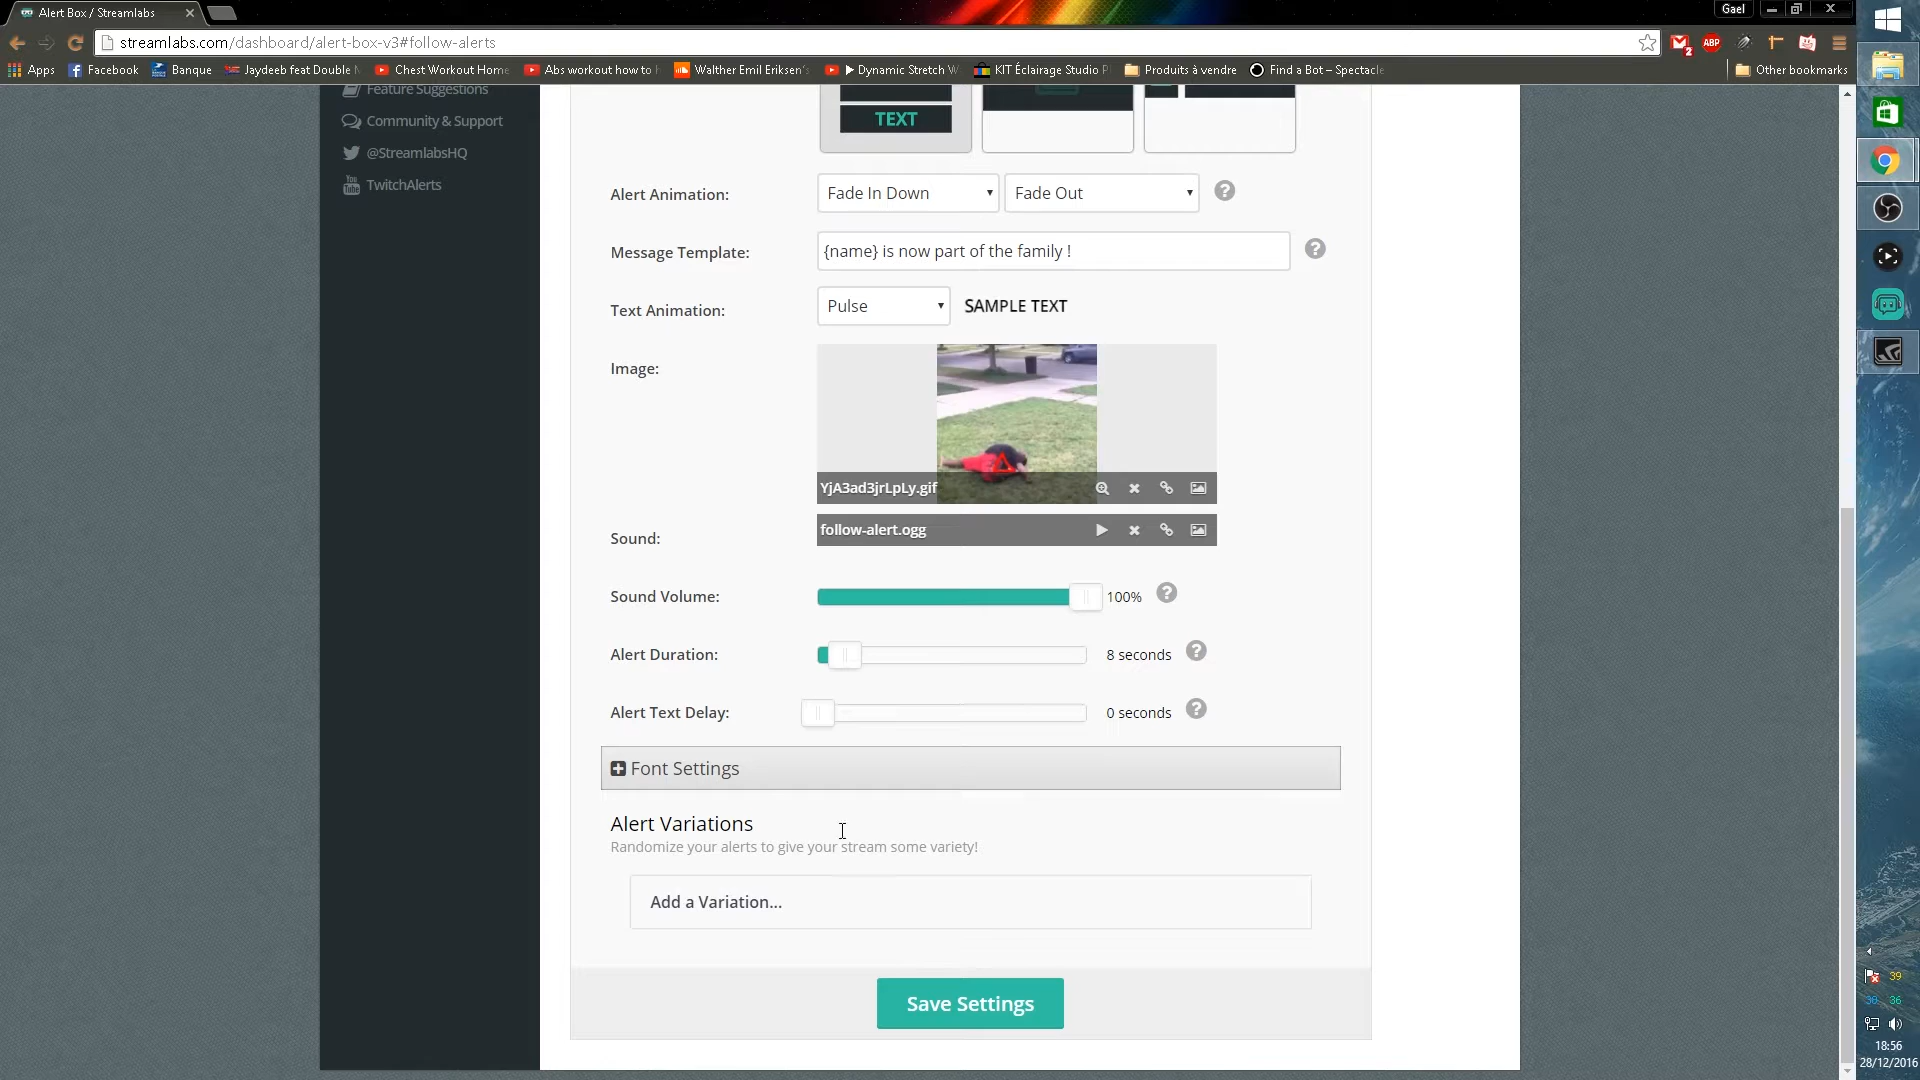 Alert Box / Streamlabs
Gael
streamlabs.com/dashboard/alert-box-v3#follow-alerts
2
ABP
Apps Facebook Banque Jaydeeb feat Double Chest Workout Home Abs workout how to Walther Emil Eriksen's Dynamic Stretch KIT Éclairage Studio Produits à vendre Find a Bot – Spectacle Other bookmarks
Feature Suggestions
Community & Support
@StreamlabsHQ
You Tube TwitchAlerts
TEXT
Alert Animation:
Fade In Down
Fade Out
?
Message Template:
{name} is now part of the family !
?
Text Animation:
Pulse
SAMPLE TEXT
Image:
YjA3ad3jrLpLy.gif
Sound:
follow-alert.ogg
Sound Volume:
100%
?
Alert Duration:
8 seconds
?
Alert Text Delay:
0 seconds
?
Font Settings
Alert Variations
Randomize your alerts to give your stream some variety!
Add a Variation...
Save Settings
39
30 36
18:56
28/12/2016